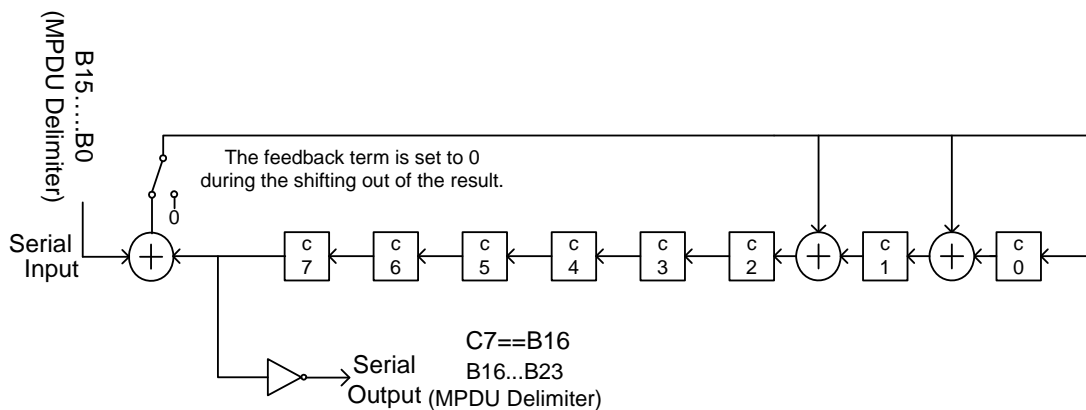 B15.....B0
(MPDU Delimiter)
The feedback term is set to 0
during the shifting out of the result.
0
Serial
Input
c
7
c
6
c
5
c
4
c
3
c
2
c
1
c
0
C7==B16
Serial
Output
B16...B23
(MPDU Delimiter)